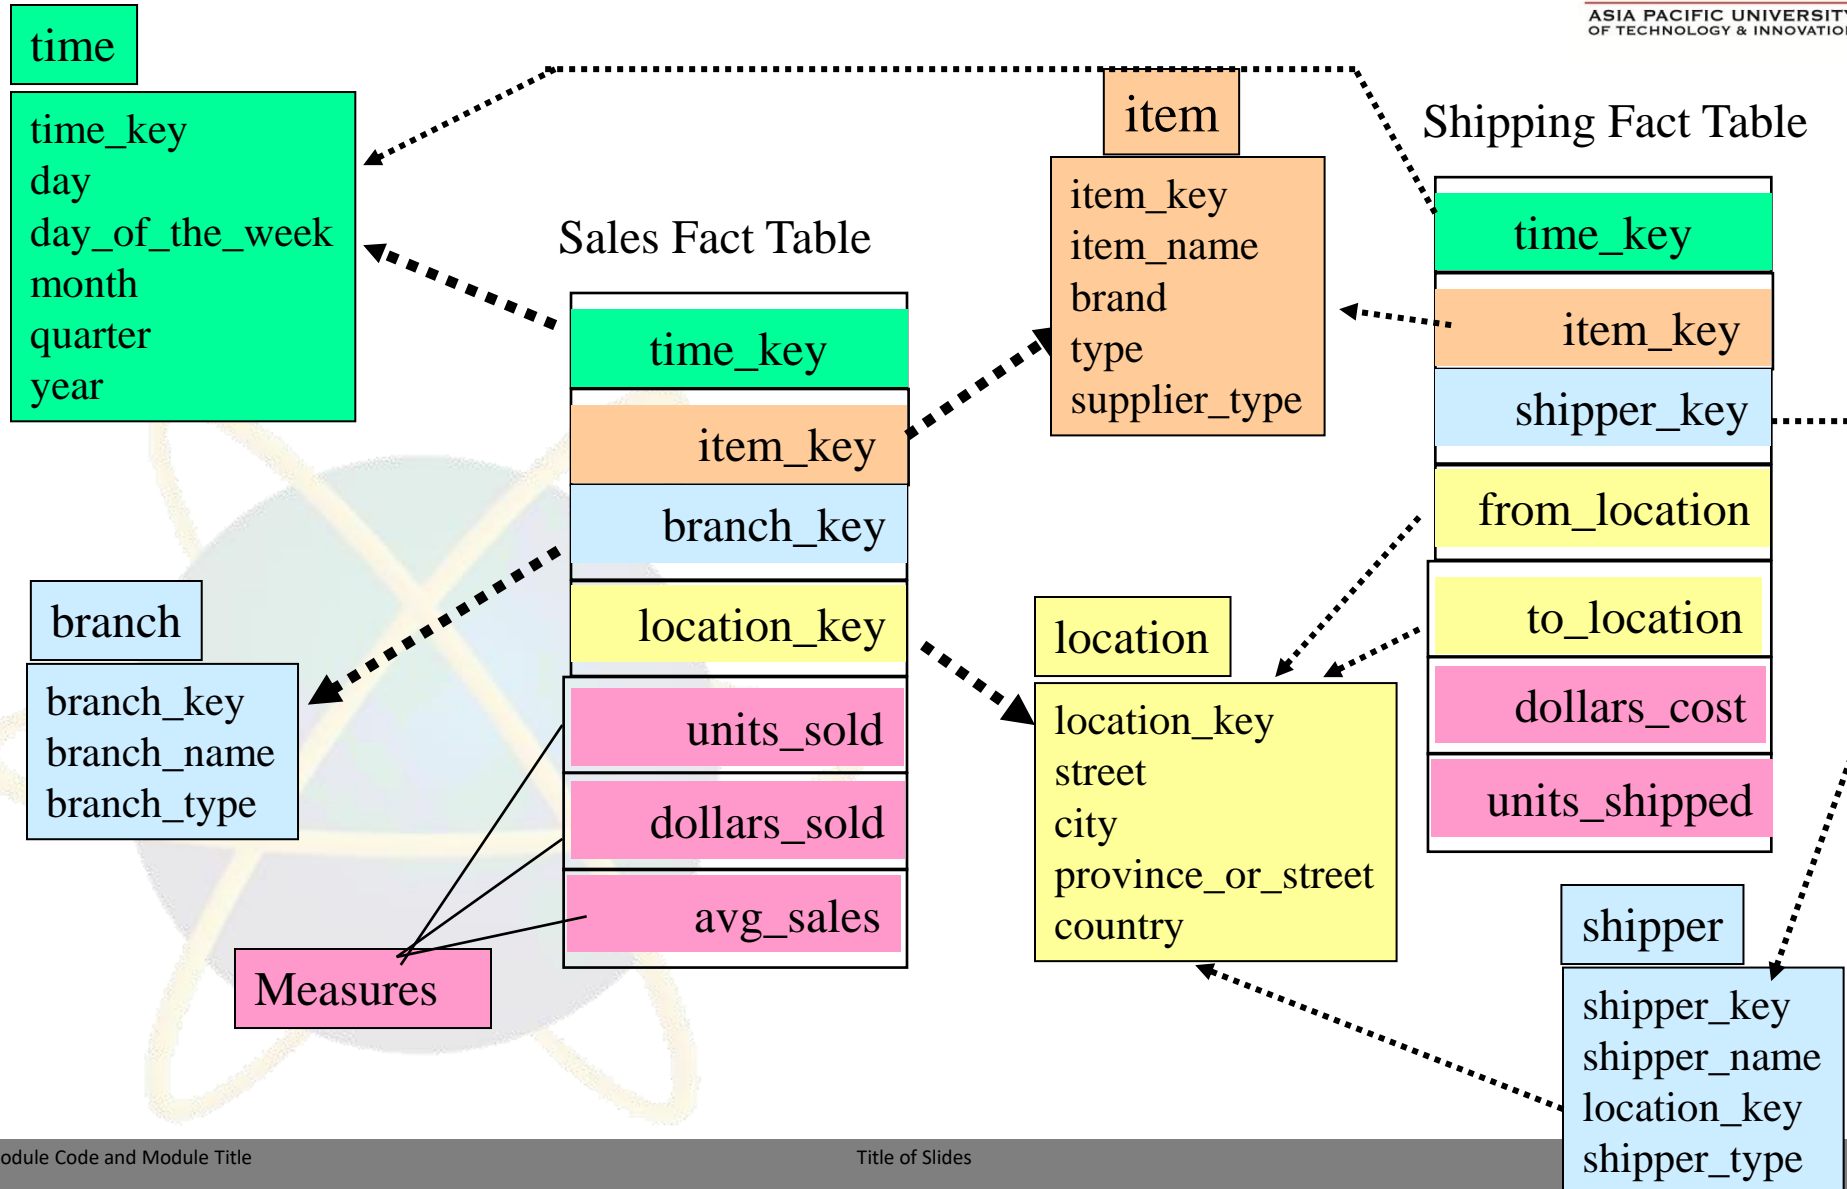 ASIA PACIFIC UNIVERSITY
OF TECHNOLOGY & INNOVATION
time
time_key
day
day_of_the_week
month
quarter
year
Sales Fact Table
time_key
item_key
branch_key
location_key
units_sold
dollars_sold
avg_sales
Measures
branch
branch_key
branch_name
branch_type
item
item_key
item_name
brand
type
supplier_type
location
location_key
street
city
province_or_street
country
Shipping Fact Table
time_key
item_key
shipper_key
from_location
to_location
dollars_cost
units_shipped
shipper
shipper_key
shipper_name
location_key
shipper_type
odule Code and Module Title
Title of Slides